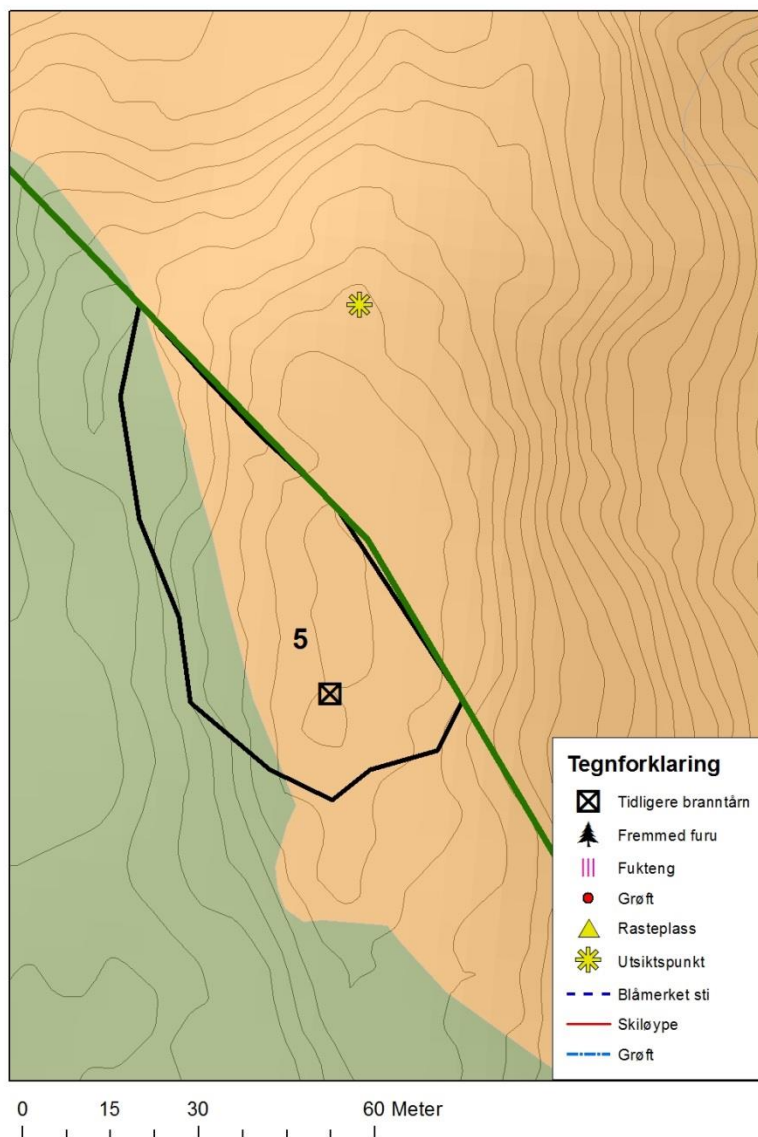 5
Tegnforklaring
Tidligere branntårn
Fremmed furu
Fukteng
Grøft
Rasteplass
Utsiktspunkt
Blåmerket sti
Skiløype
Grøft
0 15 30 60 Meter